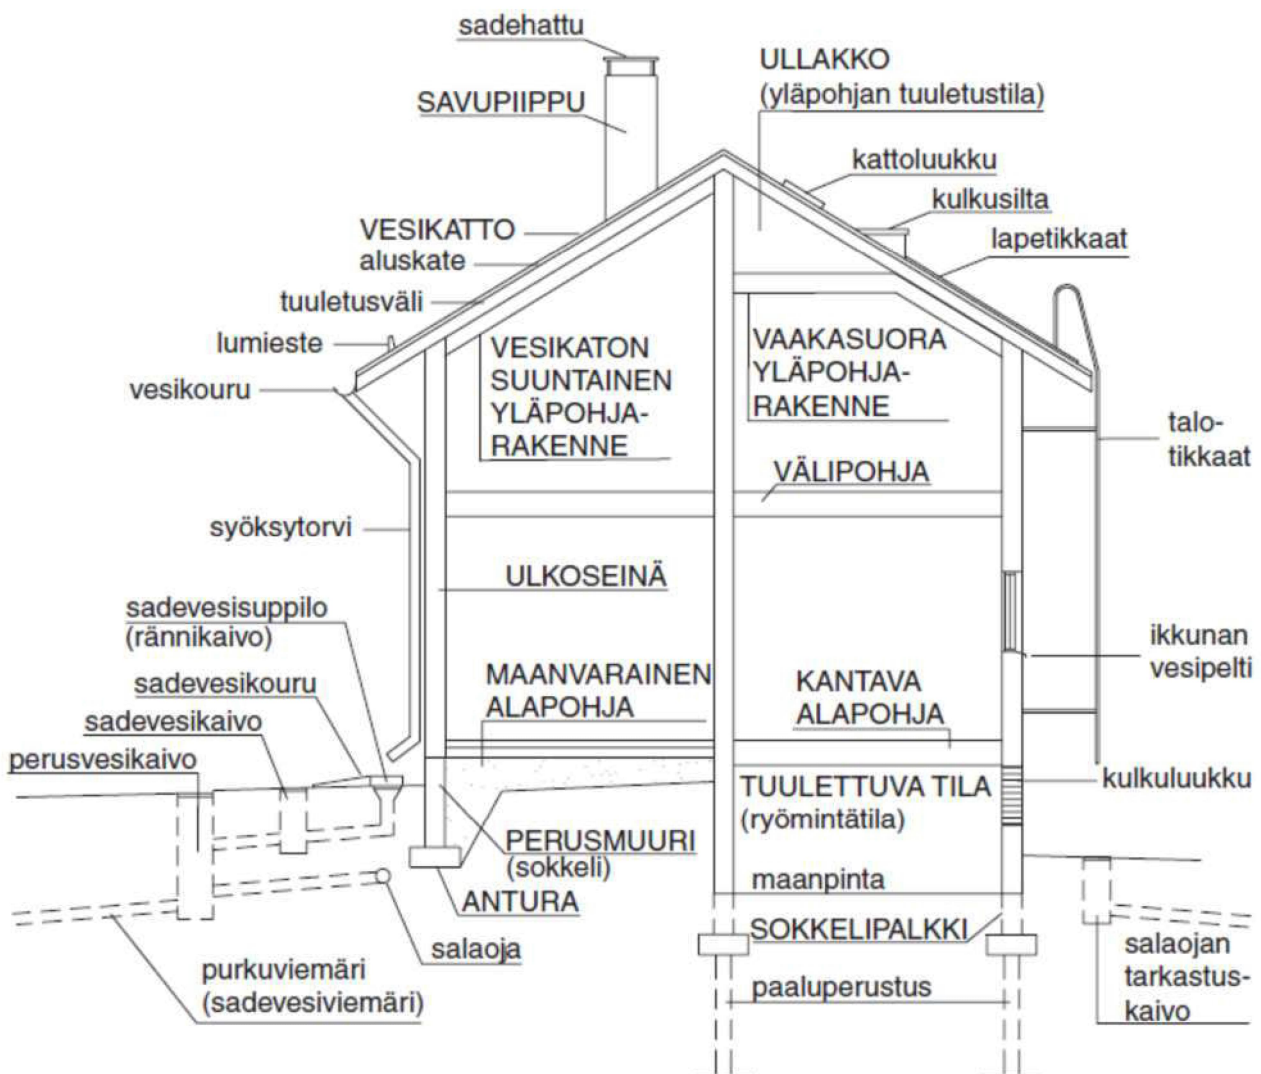 sadehattu
ULLAKKO
(yläpohjan tuuletustila)
SAVUPIIPPU
kattoluukku
kulkusilta
VESIKATTO
aluskate
lapetikkaat
tuuletusväli
lumieste
VESIKATON
SUUNTAINEN
YLÄPOHJA-
RAKENNE
VAAKASUORA
YLÄPOHJA-
RAKENNE
vesikouru
talo-
tikkaat
VÄLIPOHJA
syöksytorvi
ULKOSEINÄ
sadevesisuppilo
(rännikaivo)
ikkunan
vesipelti
MAANVARAINEN
ALAPOHJA
KANTAVA
ALAPOHJA
sadevesikouru
sadevesikaivo
perusvesikaivo
kulkuluukku
TUULETTUVA TILA
(ryömintätila)
PERUSMUURI
(sokkeli)
maanpinta
ANTURA
SOKKELIPALKKI
salaoja
salaojan
tarkastus-
kaivo
purkuviemäri
(sadevesiviemäri)
paaluperustus